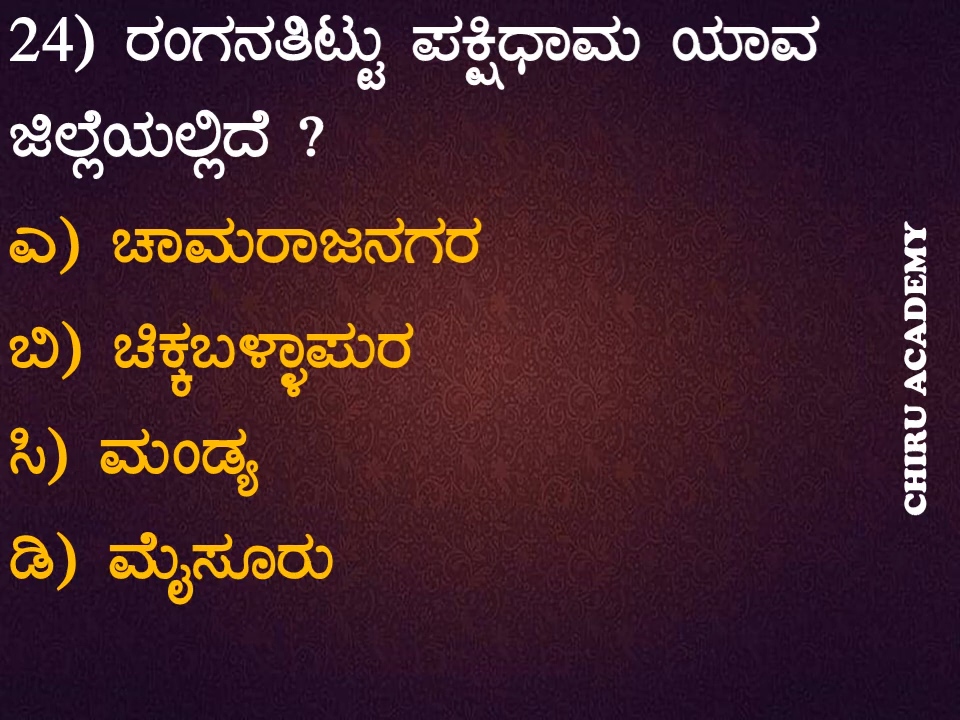 24) ರಂಗನತಿಟ್ಟು ಪಕ್ಷಿಧಾಮ ಯಾವ
ಜಿಲ್ಲೆಯಲ್ಲಿದೆ ?
ಎ) ಚಾಮರಾಜನಗರ
ಬಿ) ಚಿಕ್ಕಬಳ್ಳಾಪುರ
ಸಿ) ಮಂಡ್ಯ
ಡಿ) ಮೈಸೂರು
CHIRU ACADEMY